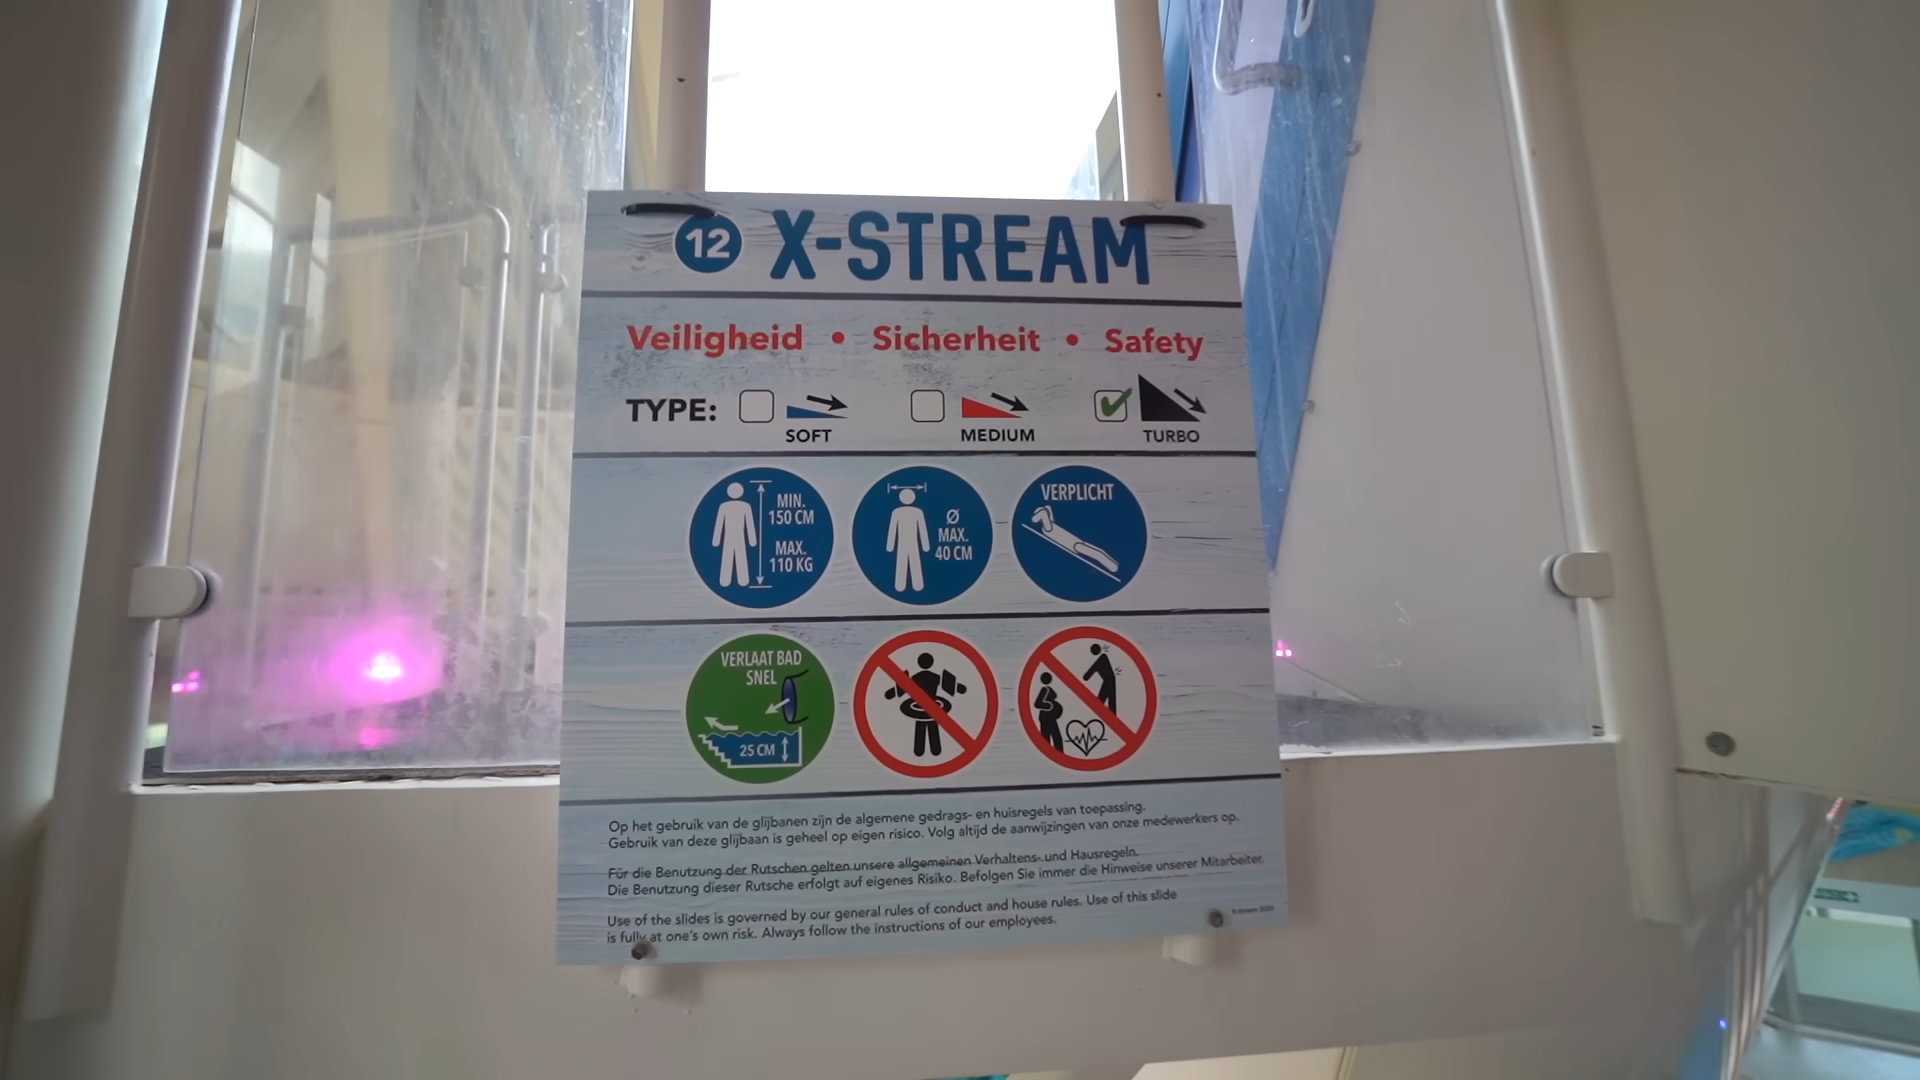 12 X-STREAM
Veiligheid • Sicherheit • Safety
TYPE:
SOFT
MEDIUM
TURBO
MIN.
150 CM
MAX.
110 KG
Ø
MAX.
40 CM
VERPLICHT
VERLAAT BAD
SNEL
25 CM
Op het gebruik van de glijbanen zijn de algemene gedrags- en huisregels van toepassing.
Gebruik van deze glijbaan is geheel op eigen risico. Volg altijd de aanwijzingen van onze medewerkers op.
Für die Benutzung der Rutschen gelten unsere allgemeinen Verhaltens- und Hausregeln.
Die Benutzung dieser Rutsche erfolgt auf eigenes Risiko. Befolgen Sie immer die Hinweise unserer Mitarbeiter.
Use of the slides is governed by our general rules of conduct and house rules. Use of this slide
is fully at one's own risk. Always follow the instructions of our employees.